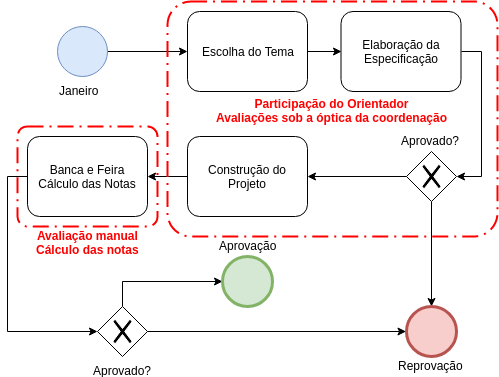 Janeiro
Escolha do Tema
Elaboração da
Especificação
Participação do Orientador
Avaliações sob a óptica da coordenação
Aprovado?
Construção do
Projeto
Banca e Feira
Cálculo das Notas
Avaliação manual
Cálculo das notas
Aprovação
Aprovado?
Reprovação